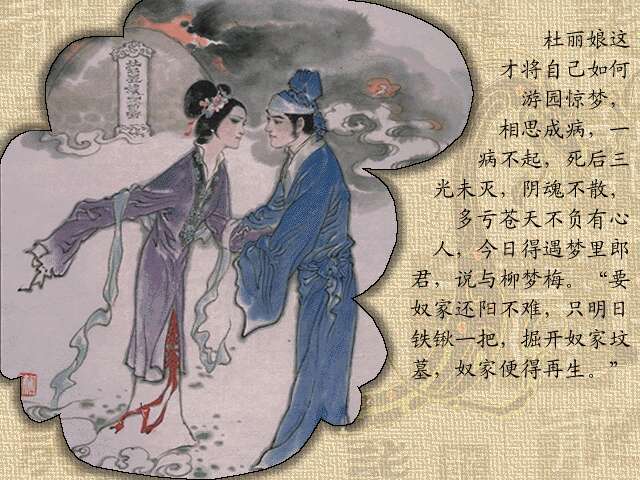 杜丽娘这
才将自己如何
游园惊梦，
相思成病，一
病不起，死后三
光未灭，阴魂不散，
多亏苍天不负有心
人，今日得遇梦里郎
君，说与柳梦梅。“要
奴家还阳不难，只明日
铁锹一把，掘开奴家坟
墓，奴家便得再生。”